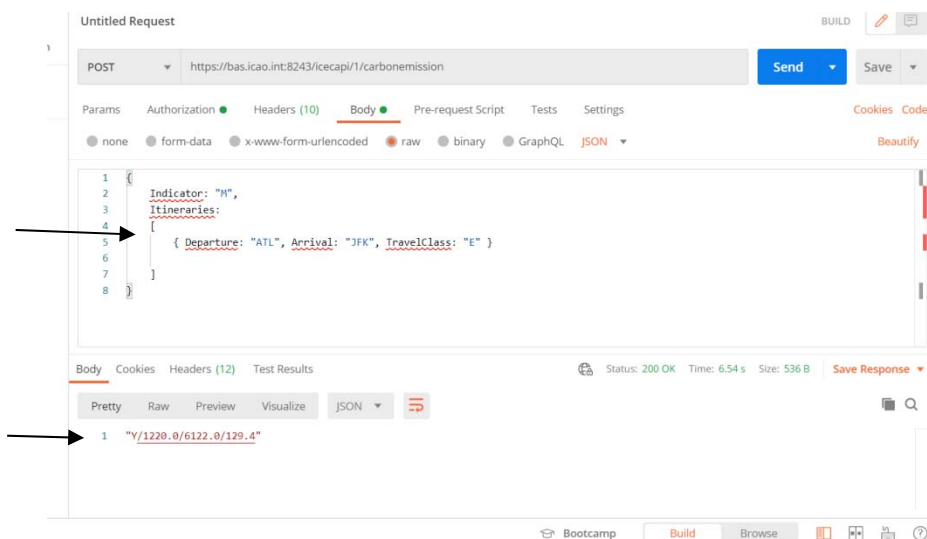 Untitled Request BUILD
POST https://bas.icao.int:8243/icecapi/1/carbonemission Send Save
Params Authorization Headers (10) Body Pre-request Script Tests Settings Cookies Code
none form-data x-www-form-urlencoded raw binary GraphQL JSON Beautify
1 {
2 Indicator: "M",
3 Itineraries:
4 [
5 { Departure: "ATL", Arrival: "JFK", TravelClass: "E" }
6
7 ]
8 }
Body Cookies Headers (12) Test Results Status: 200 OK Time: 6.54 s Size: 536 B Save Response
Pretty Raw Preview Visualize JSON
1 "Y/1220.0/6122.0/129.4"
Bootcamp Build Browse